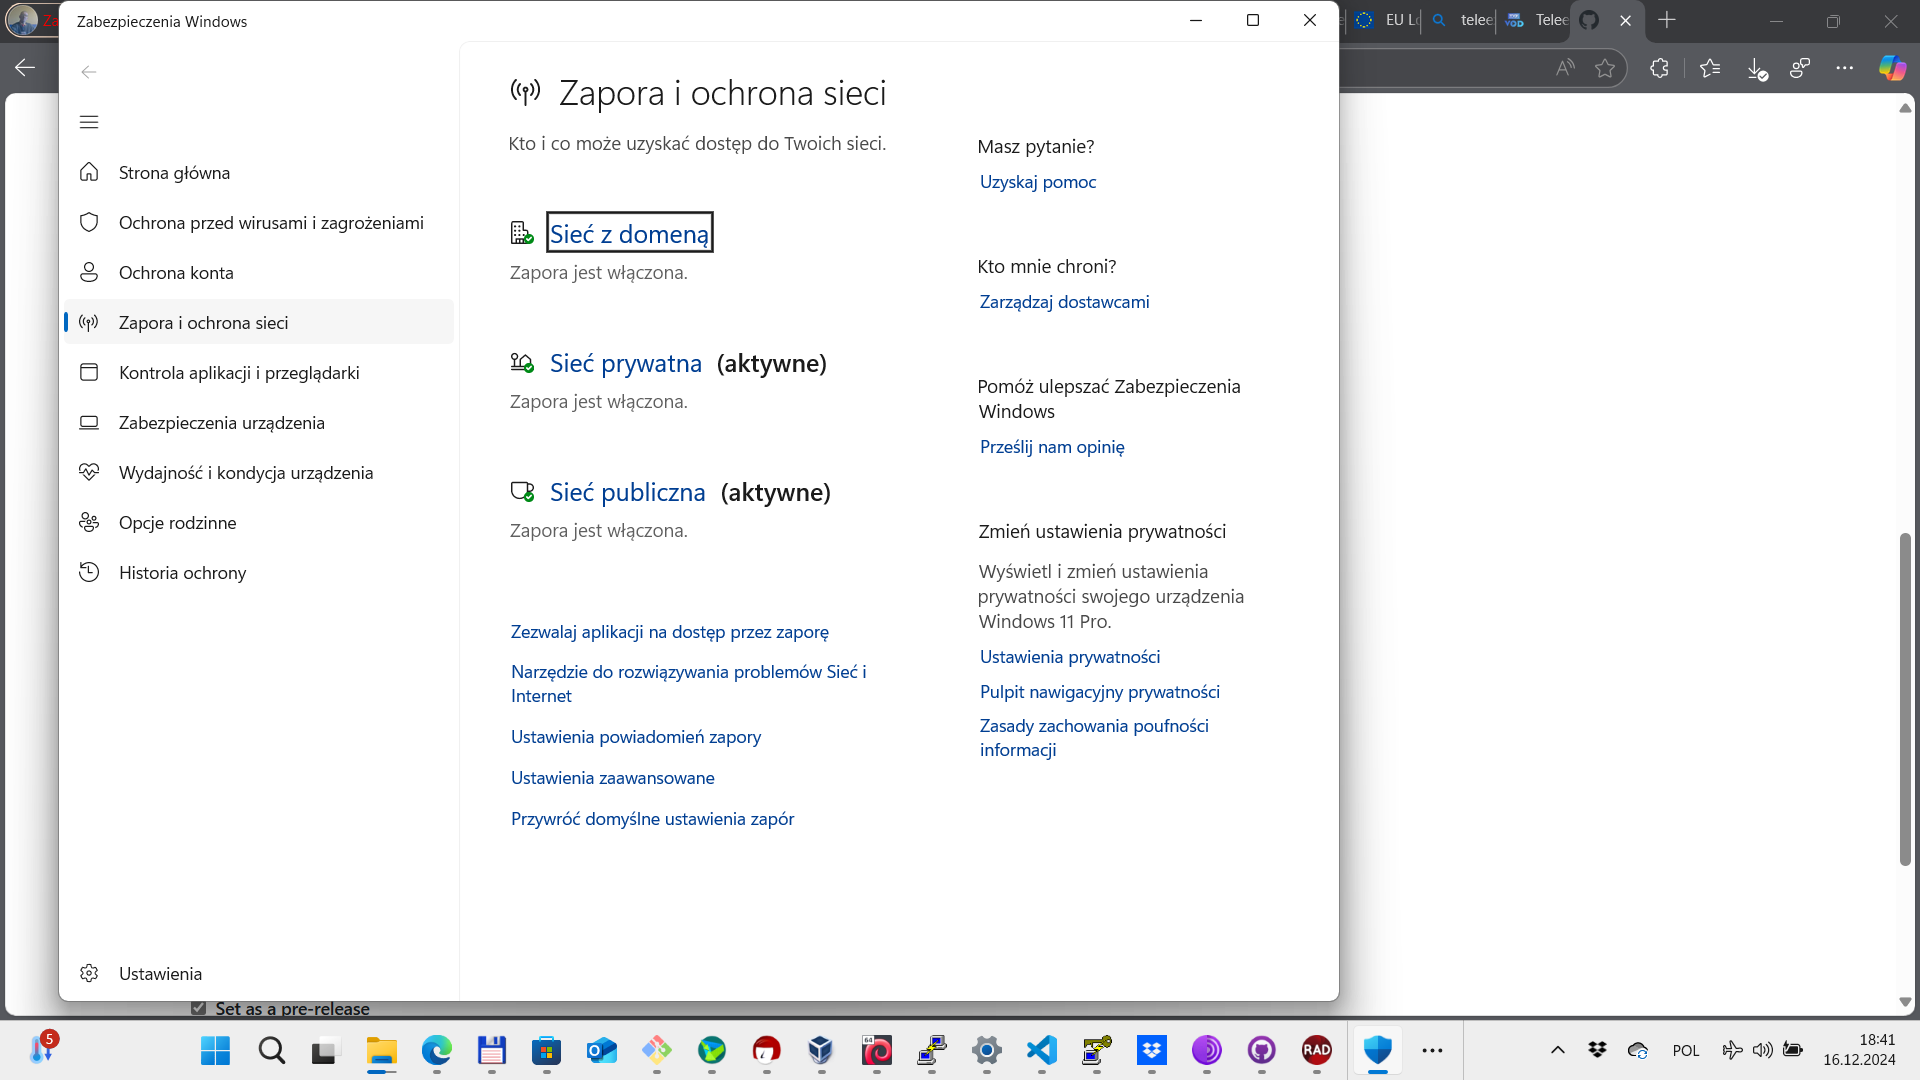 Zabezpieczenia Windows
EU Lo
telee
Telee
Strona główna
Ochrona przed wirusami i zagrożeniami
Ochrona konta
Zapora i ochrona sieci
Kontrola aplikacji i przeglądarki
Zabezpieczenia urządzenia
Wydajność i kondycja urządzenia
Opcje rodzinne
Historia ochrony
Ustawienia
Zapora i ochrona sieci
Kto i co może uzyskać dostęp do Twoich sieci.
Sieć z domeną
Zapora jest włączona.
Sieć prywatna (aktywne)
Zapora jest włączona.
Sieć publiczna (aktywne)
Zapora jest włączona.
Zezwalaj aplikacji na dostęp przez zaporę
Narzędzie do rozwiązywania problemów Sieć i
Internet
Ustawienia powiadomień zapory
Ustawienia zaawansowane
Przywróć domyślne ustawienia zapór
Masz pytanie?
Uzyskaj pomoc
Kto mnie chroni?
Zarządzaj dostawcami
Pomóż ulepszać Zabezpieczenia
Windows
Prześlij nam opinię
Zmień ustawienia prywatności
Wyświetl i zmień ustawienia
prywatności swojego urządzenia
Windows 11 Pro.
Ustawienia prywatności
Pulpit nawigacyjny prywatności
Zasady zachowania poufności
informacji
Set as a pre-release
5
64
RAD
POL
18:41
16.12.2024